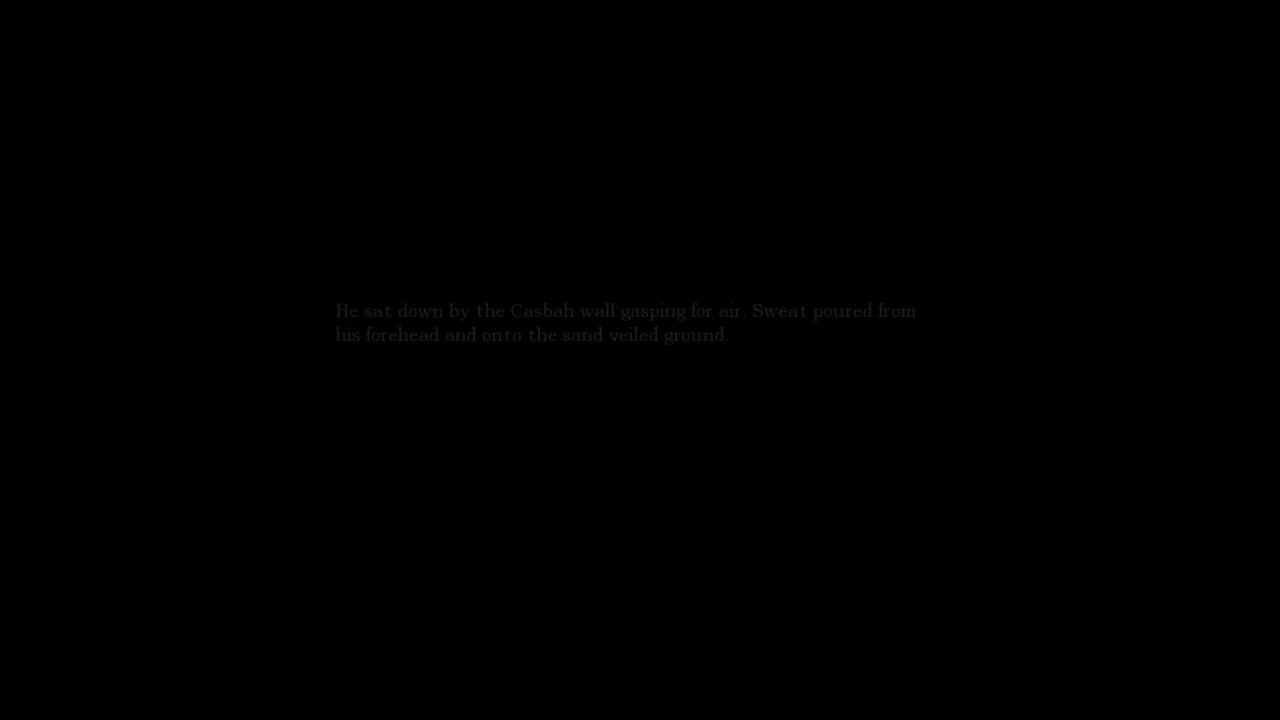 He sat down by the Casbah wall gasping for air. Sweat poured from
his forehead and onto the sand veiled ground.